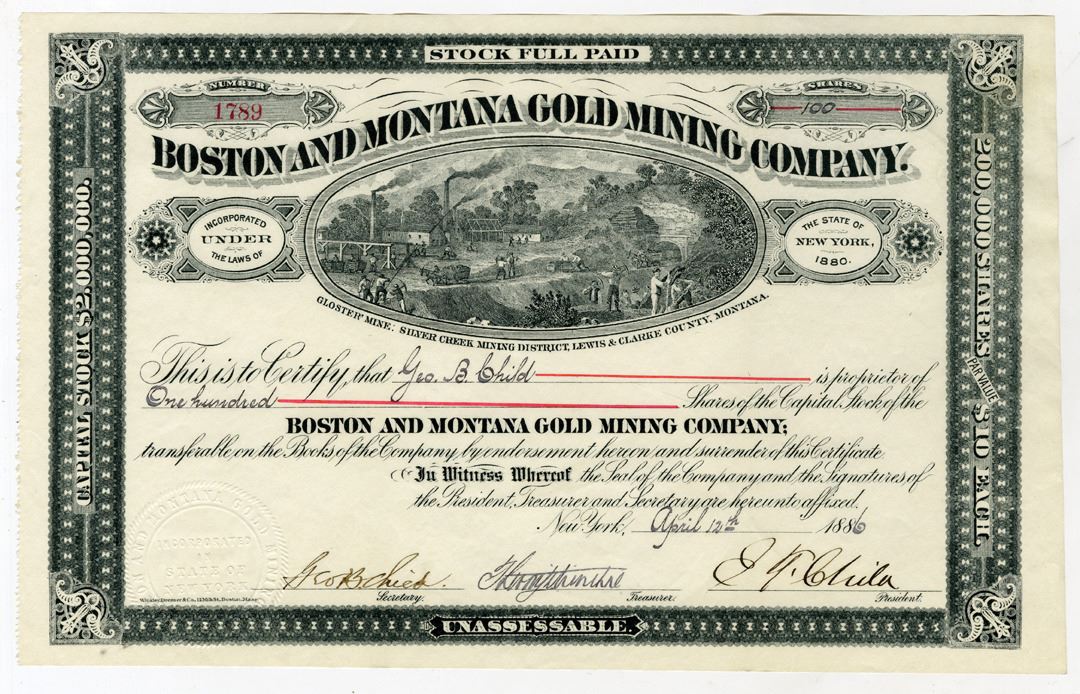 STOCK FULL PAID
NUMBER
1789
SHARES
100
BOSTON AND MONTANA GOLD MINING COMPANY.
INCORPORATED
UNDER
THE LAWS OF
THE STATE OF
NEW YORK,
1880.
GLOSTER MINE: SILVER CREEK MINING DISTRICT, LEWIS & CLARKE COUNTY, MONTANA.
CAPITAL STOCK $2,000,000.
200,000 SHARES PAR VALUE $10 EACH
This is to Certify, that Geo. B. Child is proprietor of
One hundred Shares of the Capital Stock of the
BOSTON AND MONTANA GOLD MINING COMPANY;
transferable on the Books of the Company by endorsement hereon and surrender of this Certificate.
In Witness Whereof the Seal of the Company and the Signatures of
the President, Treasurer and Secretary are hereunto affixed.
New York, April 12th 1886
Geo B Child
J. F. Child
Secretary.
Treasurer.
President.
MONTANA GOLD
INCORPORATED
STATE OF
UNASSESSABLE.